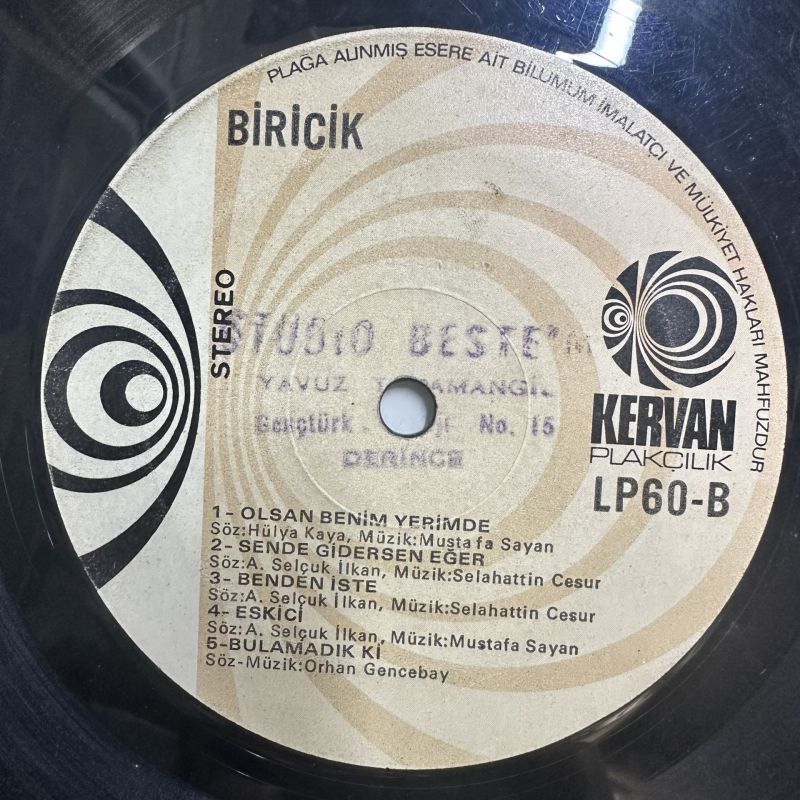 PLAĞA ALINMIŞ ESERE AİT BİLUMUM İMALATÇI VE MÜLKİYET HAKLARI MAHFUZDUR
BİRİCİK
STEREO
STUDIO BESTE
YAVUZ
Gençtürk No. 15
DERİNCE
KERVAN
PLAKÇILIK
LP60-B
1- OLSAN BENİM YERİMDE
Söz:Hülya Kaya, Müzik:Mustafa Sayan
2- SENDE GİDERSEN EĞER
Söz:A. Selçuk İlkan, Müzik:Selahattin Cesur
3- BENDEN İSTE
Söz:A. Selçuk İlkan, Müzik:Selahattin Cesur
4- ESKİCİ
Söz:A. Selçuk İlkan, Müzik:Mustafa Sayan
5-BULAMADIK Kİ
Söz-Müzik:Orhan Gencebay